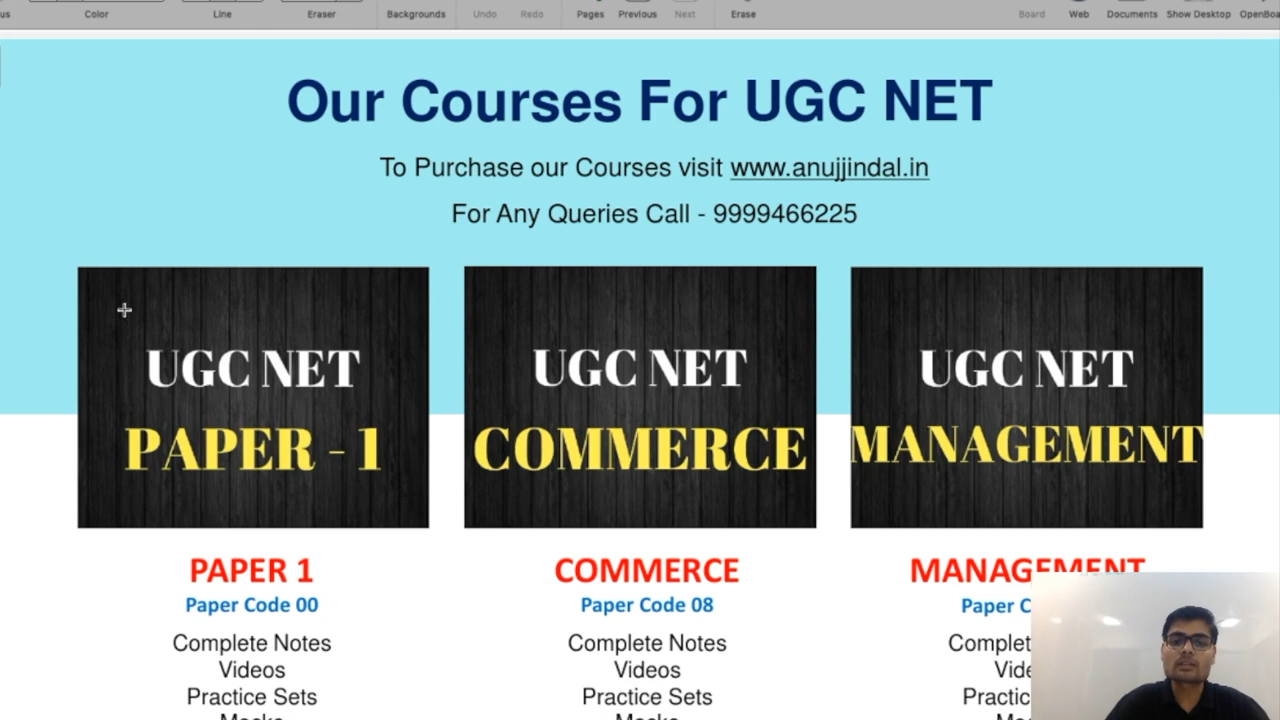 Color Line Eraser Backgrounds Undo Redo Pages Previous Next Erase Board Web Documents Show Desktop
Our Courses For UGC NET
To Purchase our Courses visit www.anujjindal.in
For Any Queries Call - 9999466225
UGC NET
PAPER - 1
UGC NET
COMMERCE
UGC NET
MANAGEMENT
PAPER 1
Paper Code 00
Complete Notes
Videos
Practice Sets
COMMERCE
Paper Code 08
Complete Notes
Videos
Practice Sets
MANAGEMENT
Paper